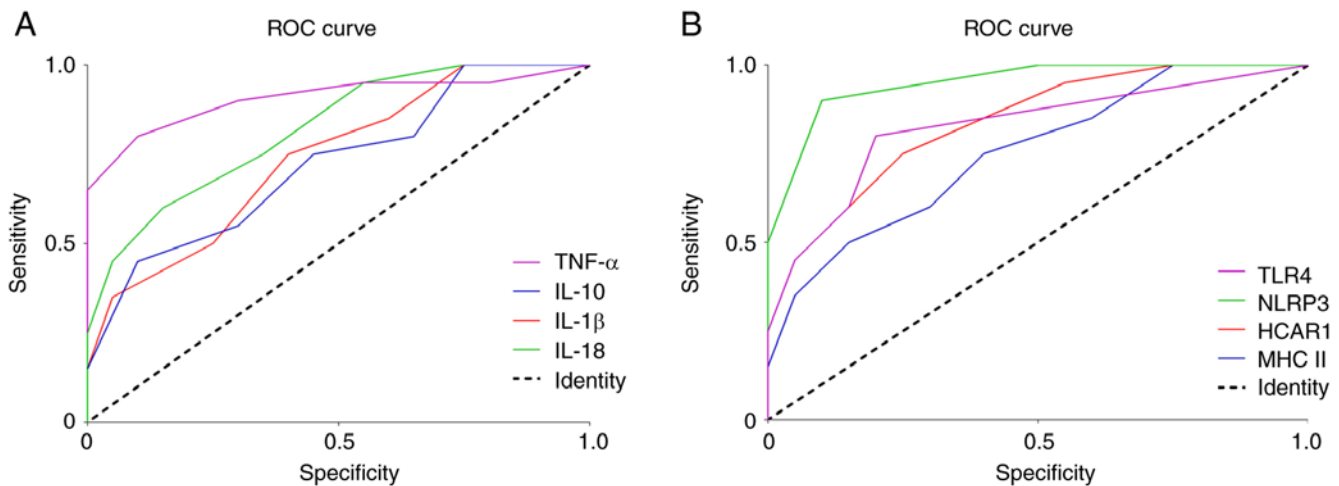 A
ROC curve
1.0
0.5
0
Sensitivity
TNF-α
IL-10
IL-1β
IL-18
Identity
0
0.5
1.0
Specificity
B
ROC curve
1.0
0.5
0
Sensitivity
TLR4
NLRP3
HCAR1
MHC II
Identity
0
0.5
1.0
Specificity